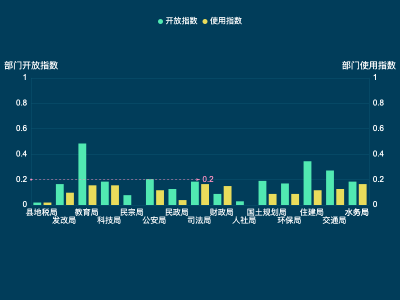 开放指数 使用指数
部门开放指数 部门使用指数
1 1
0.8 0.8
0.6 0.6
0.4 0.4
0.2 0.2 0.2
0 0
县地税局 教育局 民宗局 民政局 财政局 国土规划局 住建局 水务局
发改局 科技局 公安局 司法局 人社局 环保局 交通局